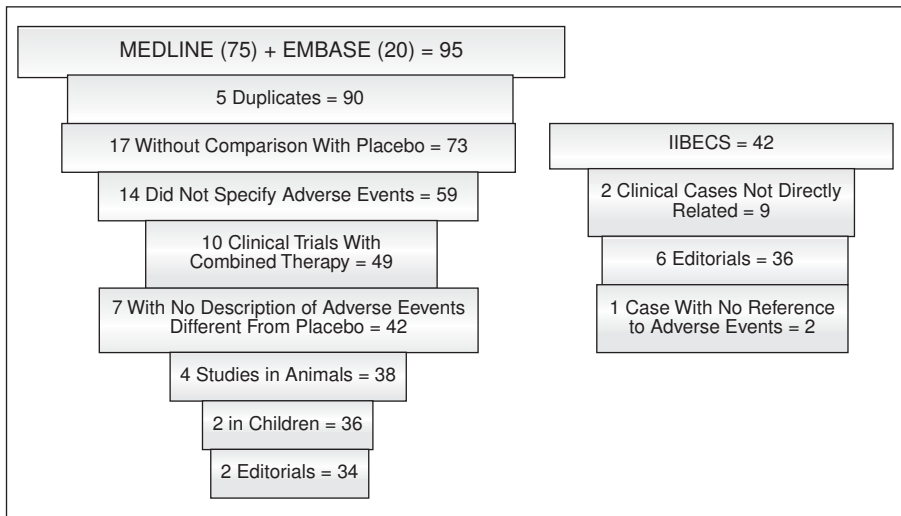 MEDLINE (75) + EMBASE (20) = 95
5 Duplicates = 90
17 Without Comparison With Placebo = 73
14 Did Not Specify Adverse Events = 59
10 Clinical Trials With
Combined Therapy = 49
7 With No Description of Adverse Eevents
Different From Placebo = 42
4 Studies in Animals = 38
2 in Children = 36
2 Editorials = 34
IIBECS = 42
2 Clinical Cases Not Directly
Related = 9
6 Editorials = 36
1 Case With No Reference
to Adverse Events = 2